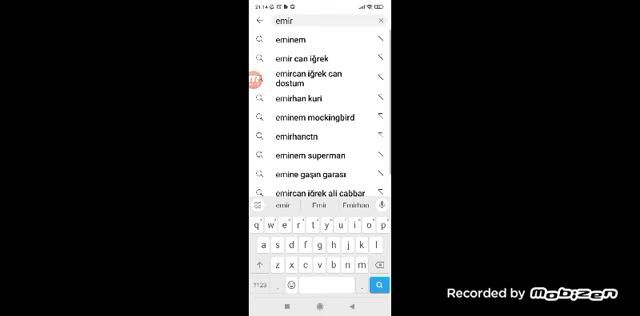 21.14
emir
eminem
emir can iğrek
emircan iğrek can
dostum
emirhan kuri
eminem mockingbird
emirhanctn
eminem superman
emine gaşın garası
emircan iğrek ali cabbar
emir Emir Emirhan
q w e r t y u i o p
a s d f g h j k l
z x c v b n m
?123 , .
Recorded by mobizen